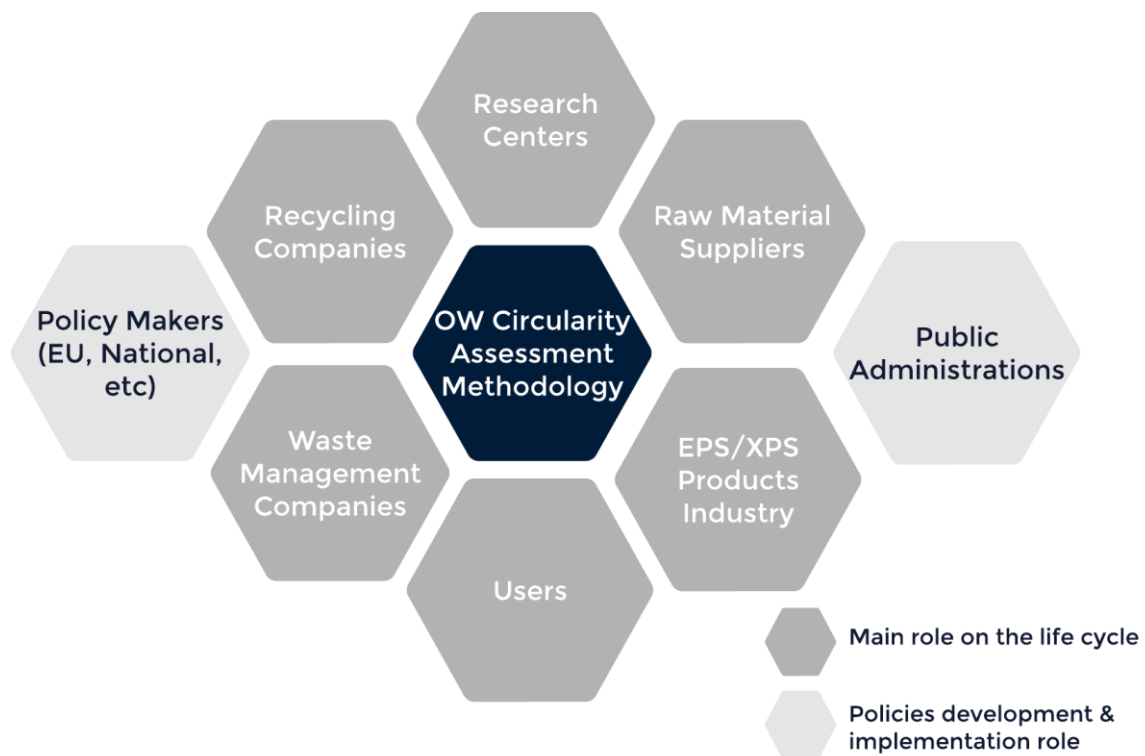 Research
Centers
Recycling
Companies
Raw Material
Suppliers
Policy Makers
(EU, National,
etc)
OW Circularity
Assessment
Methodology
Public
Administrations
Waste
Management
Companies
EPS/XPS
Products
Industry
Users
Main role on the life cycle
Policies development &
implementation role